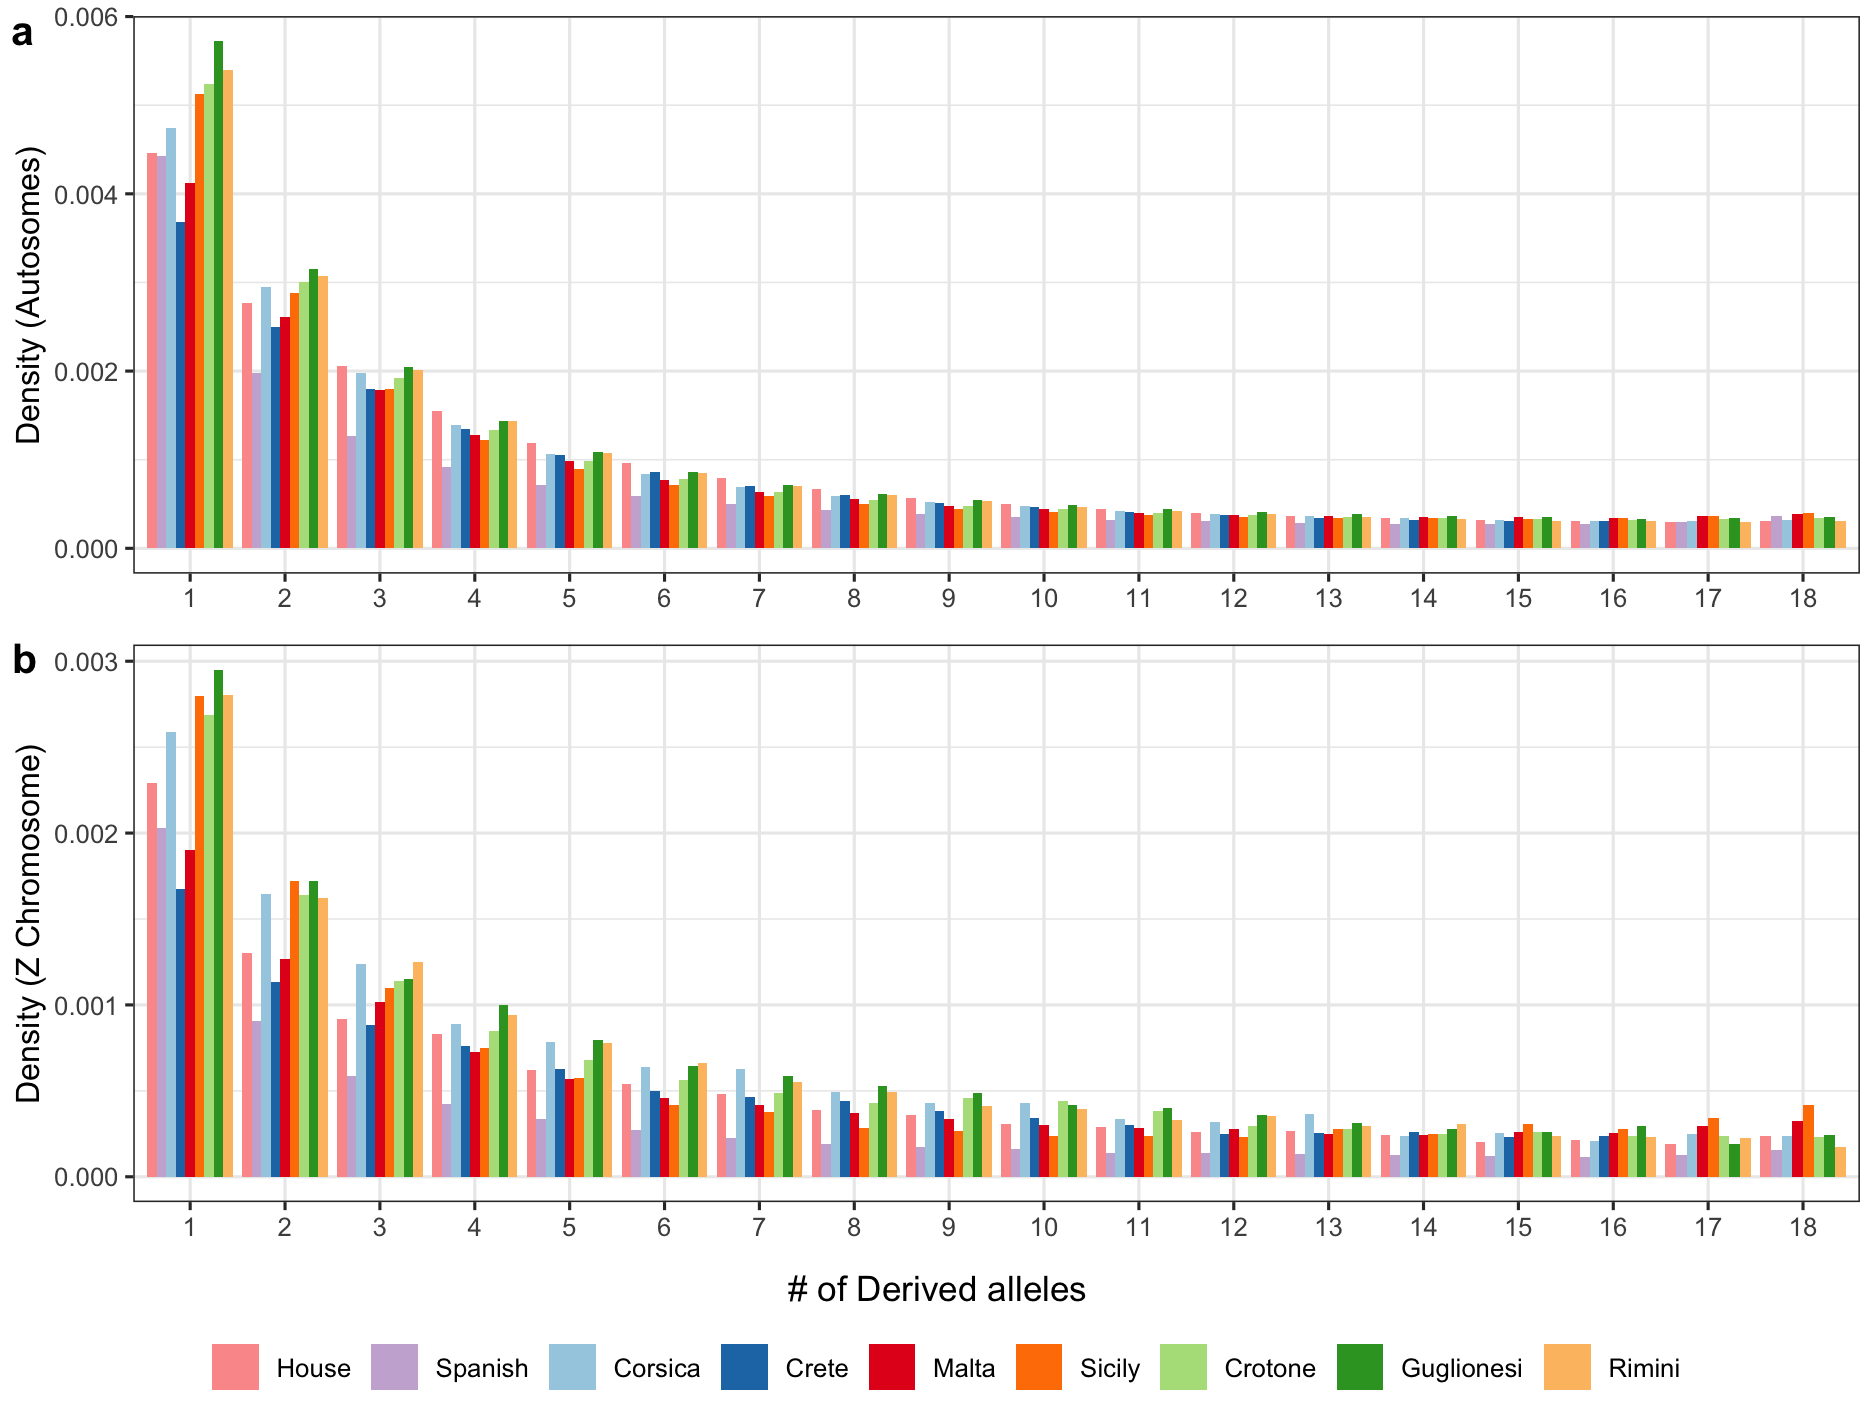 a
Density (Autosomes)
0.006
0.004
0.002
0.000
1 2 3 4 5 6 7 8 9 10 11 12 13 14 15 16 17 18
b
Density (Z Chromosome)
0.003
0.002
0.001
0.000
1 2 3 4 5 6 7 8 9 10 11 12 13 14 15 16 17 18
# of Derived alleles
House Spanish Corsica Crete Malta Sicily Crotone Guglionesi Rimini